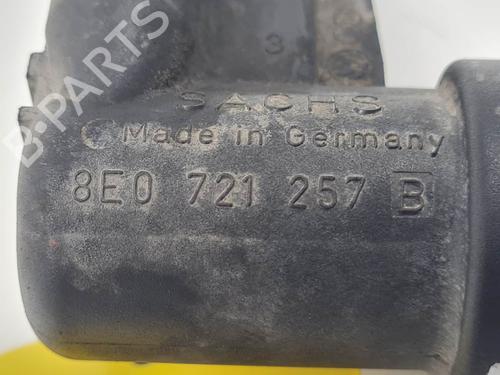 3
SACHS
Made in Germany
8E0 721 257 B
B-PARTS